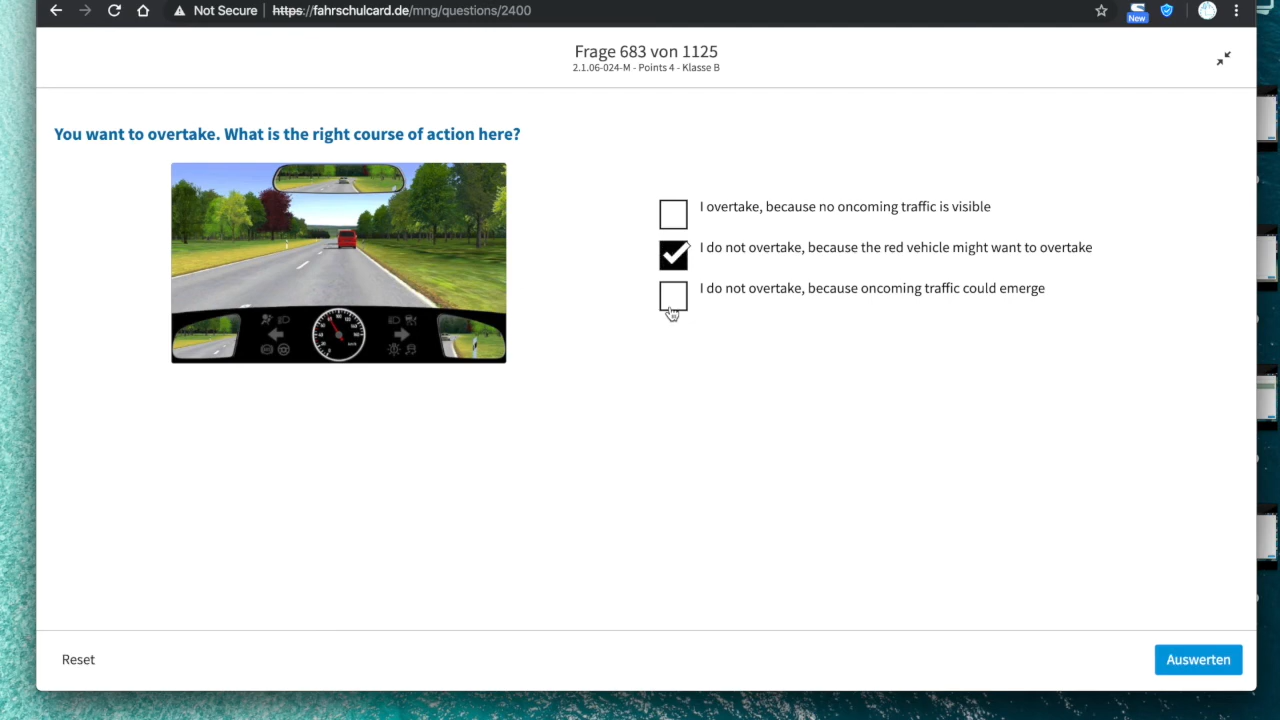 Not Secure
https://fahrschulcard.de/mng/questions/2400
New
Frage 683 von 1125
2.1.06-024-M - Points 4 - Klasse B
You want to overtake. What is the right course of action here?
I overtake, because no oncoming traffic is visible
I do not overtake, because the red vehicle might want to overtake
I do not overtake, because oncoming traffic could emerge
Reset
Auswerten